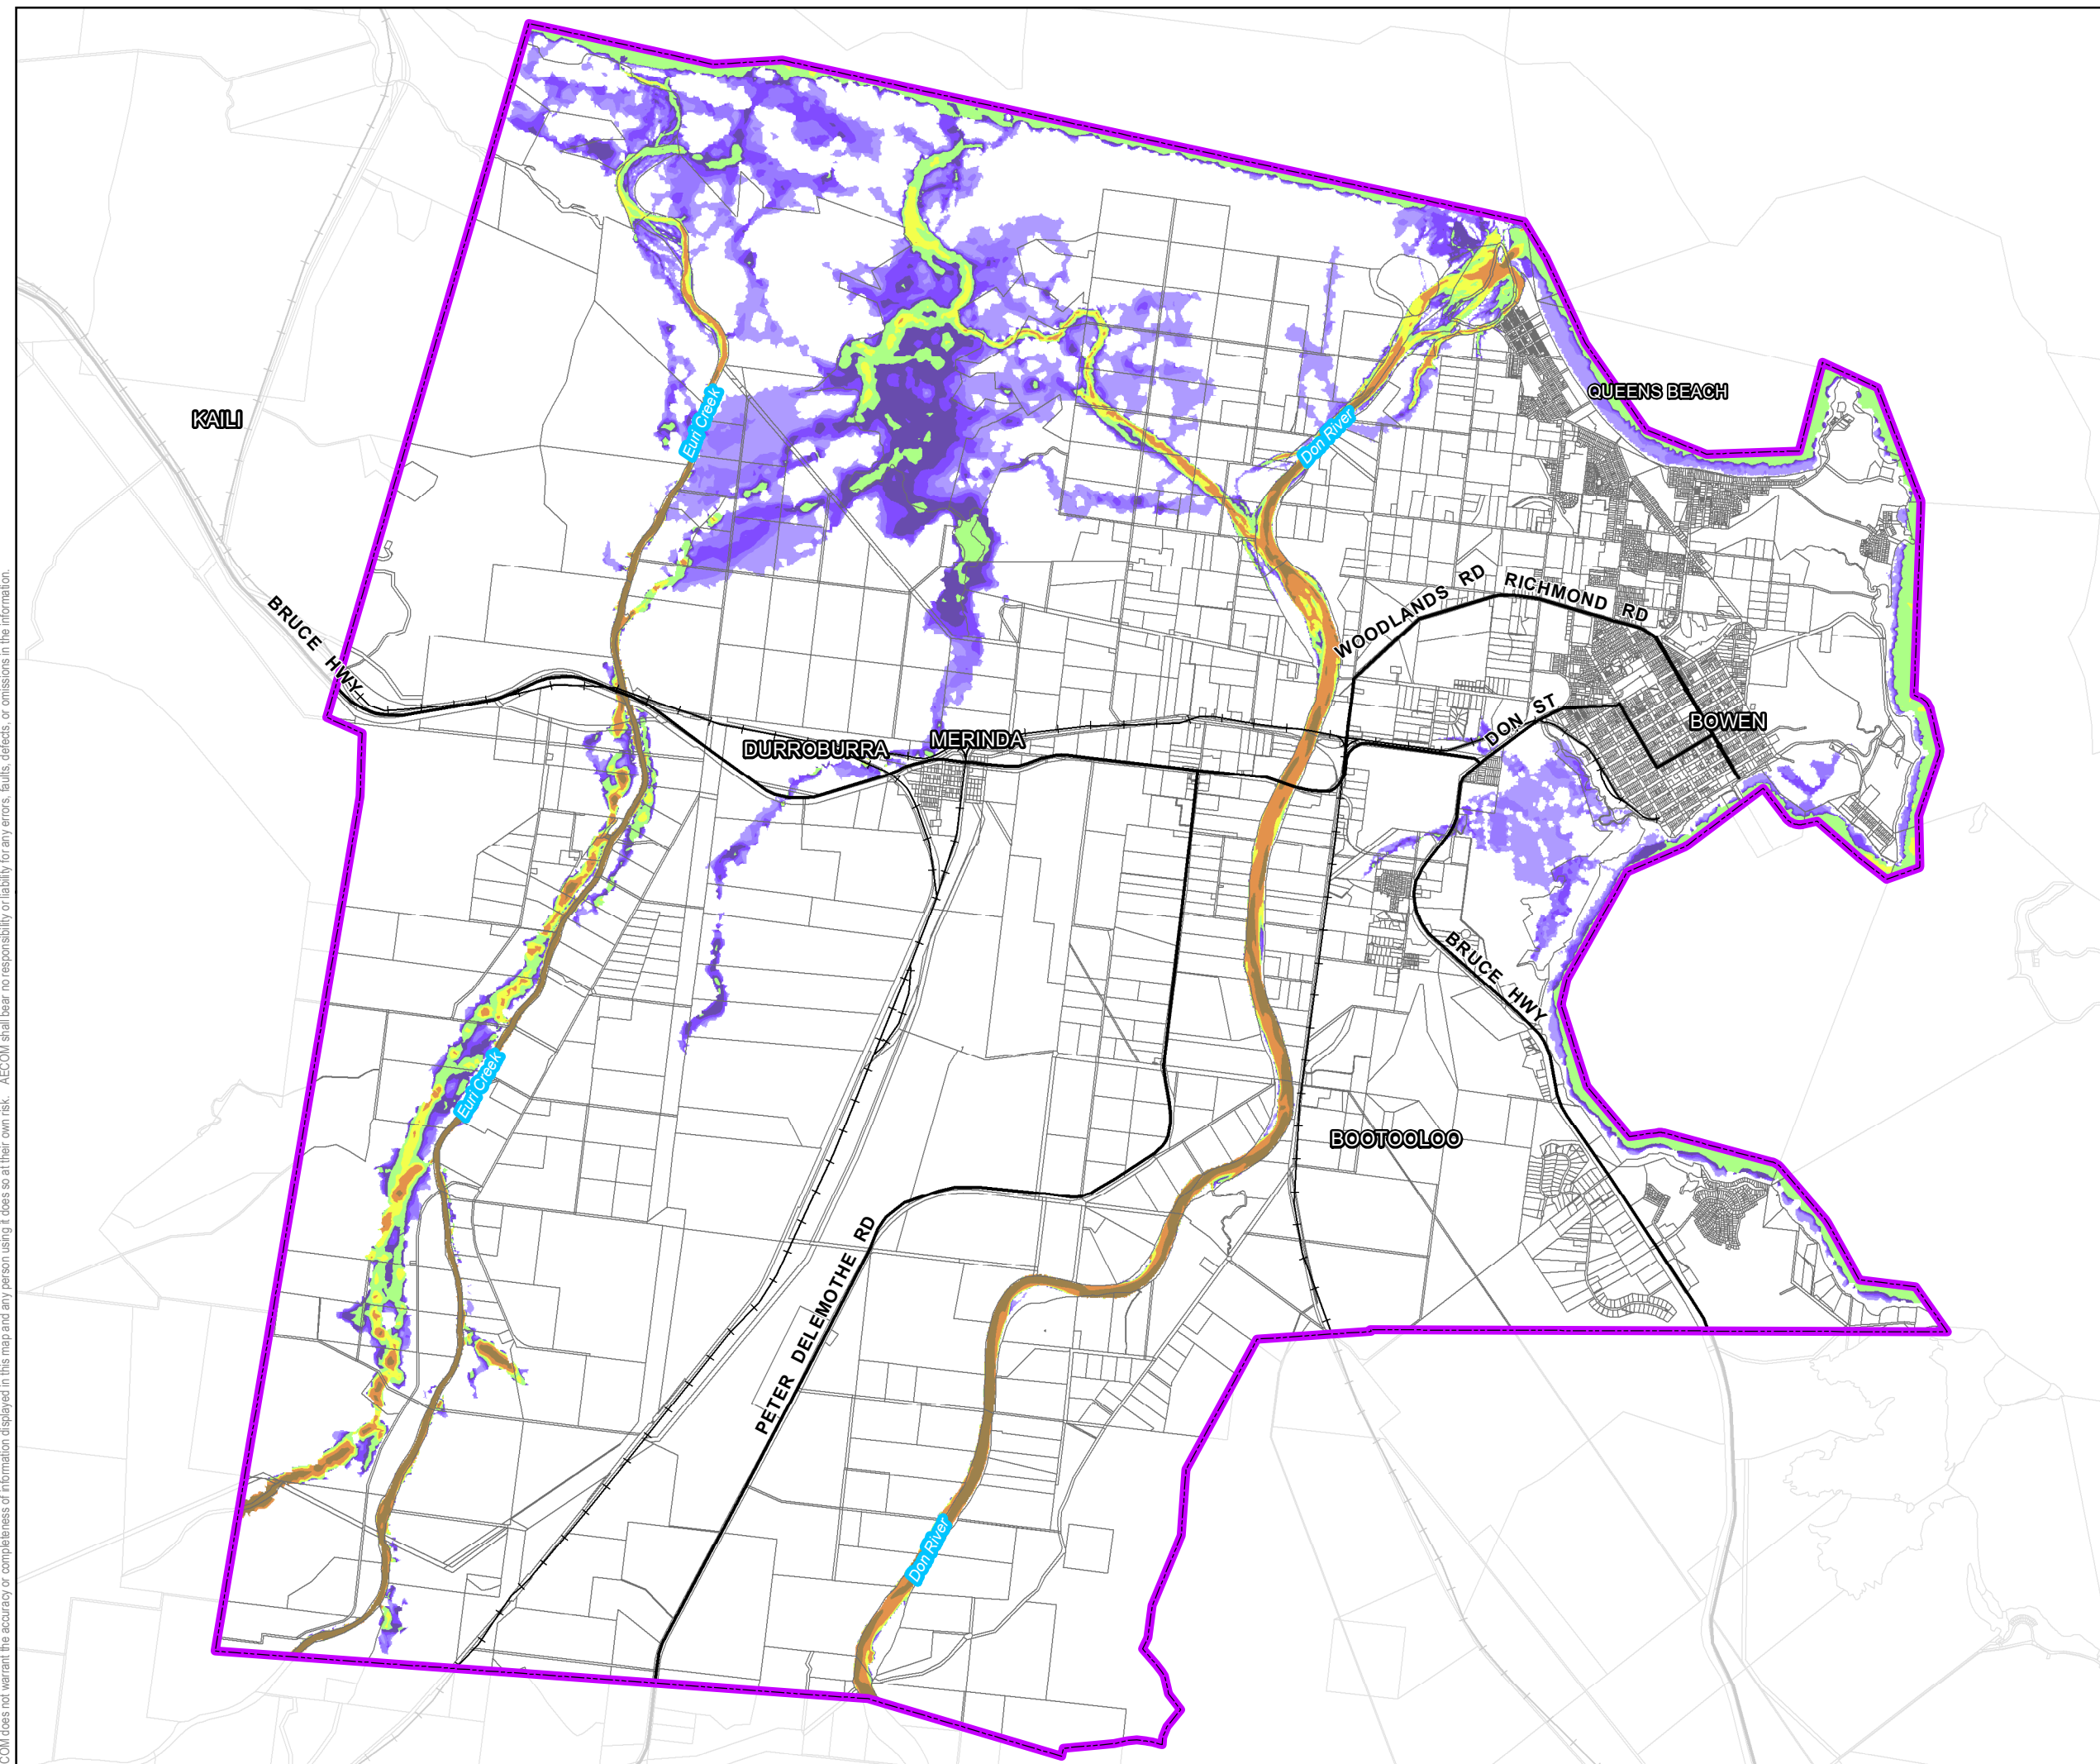 KAILI
QUEENS BEACH
Euri Creek
Don River
WOODLANDS RD
RICHMOND RD
BRUCE HWY
DON ST
BOWEN
DURROBURRA
MERINDA
BRUCE HWY
Euri Creek
BOOTOOLOO
PETER DELEMOTHE RD
Don River
COM does not warrant the accuracy or completeness of information displayed in this map and any person using it does so at their own risk. AECOM shall bear no responsibility or liability for any errors, faults, defects, or omissions in the information.